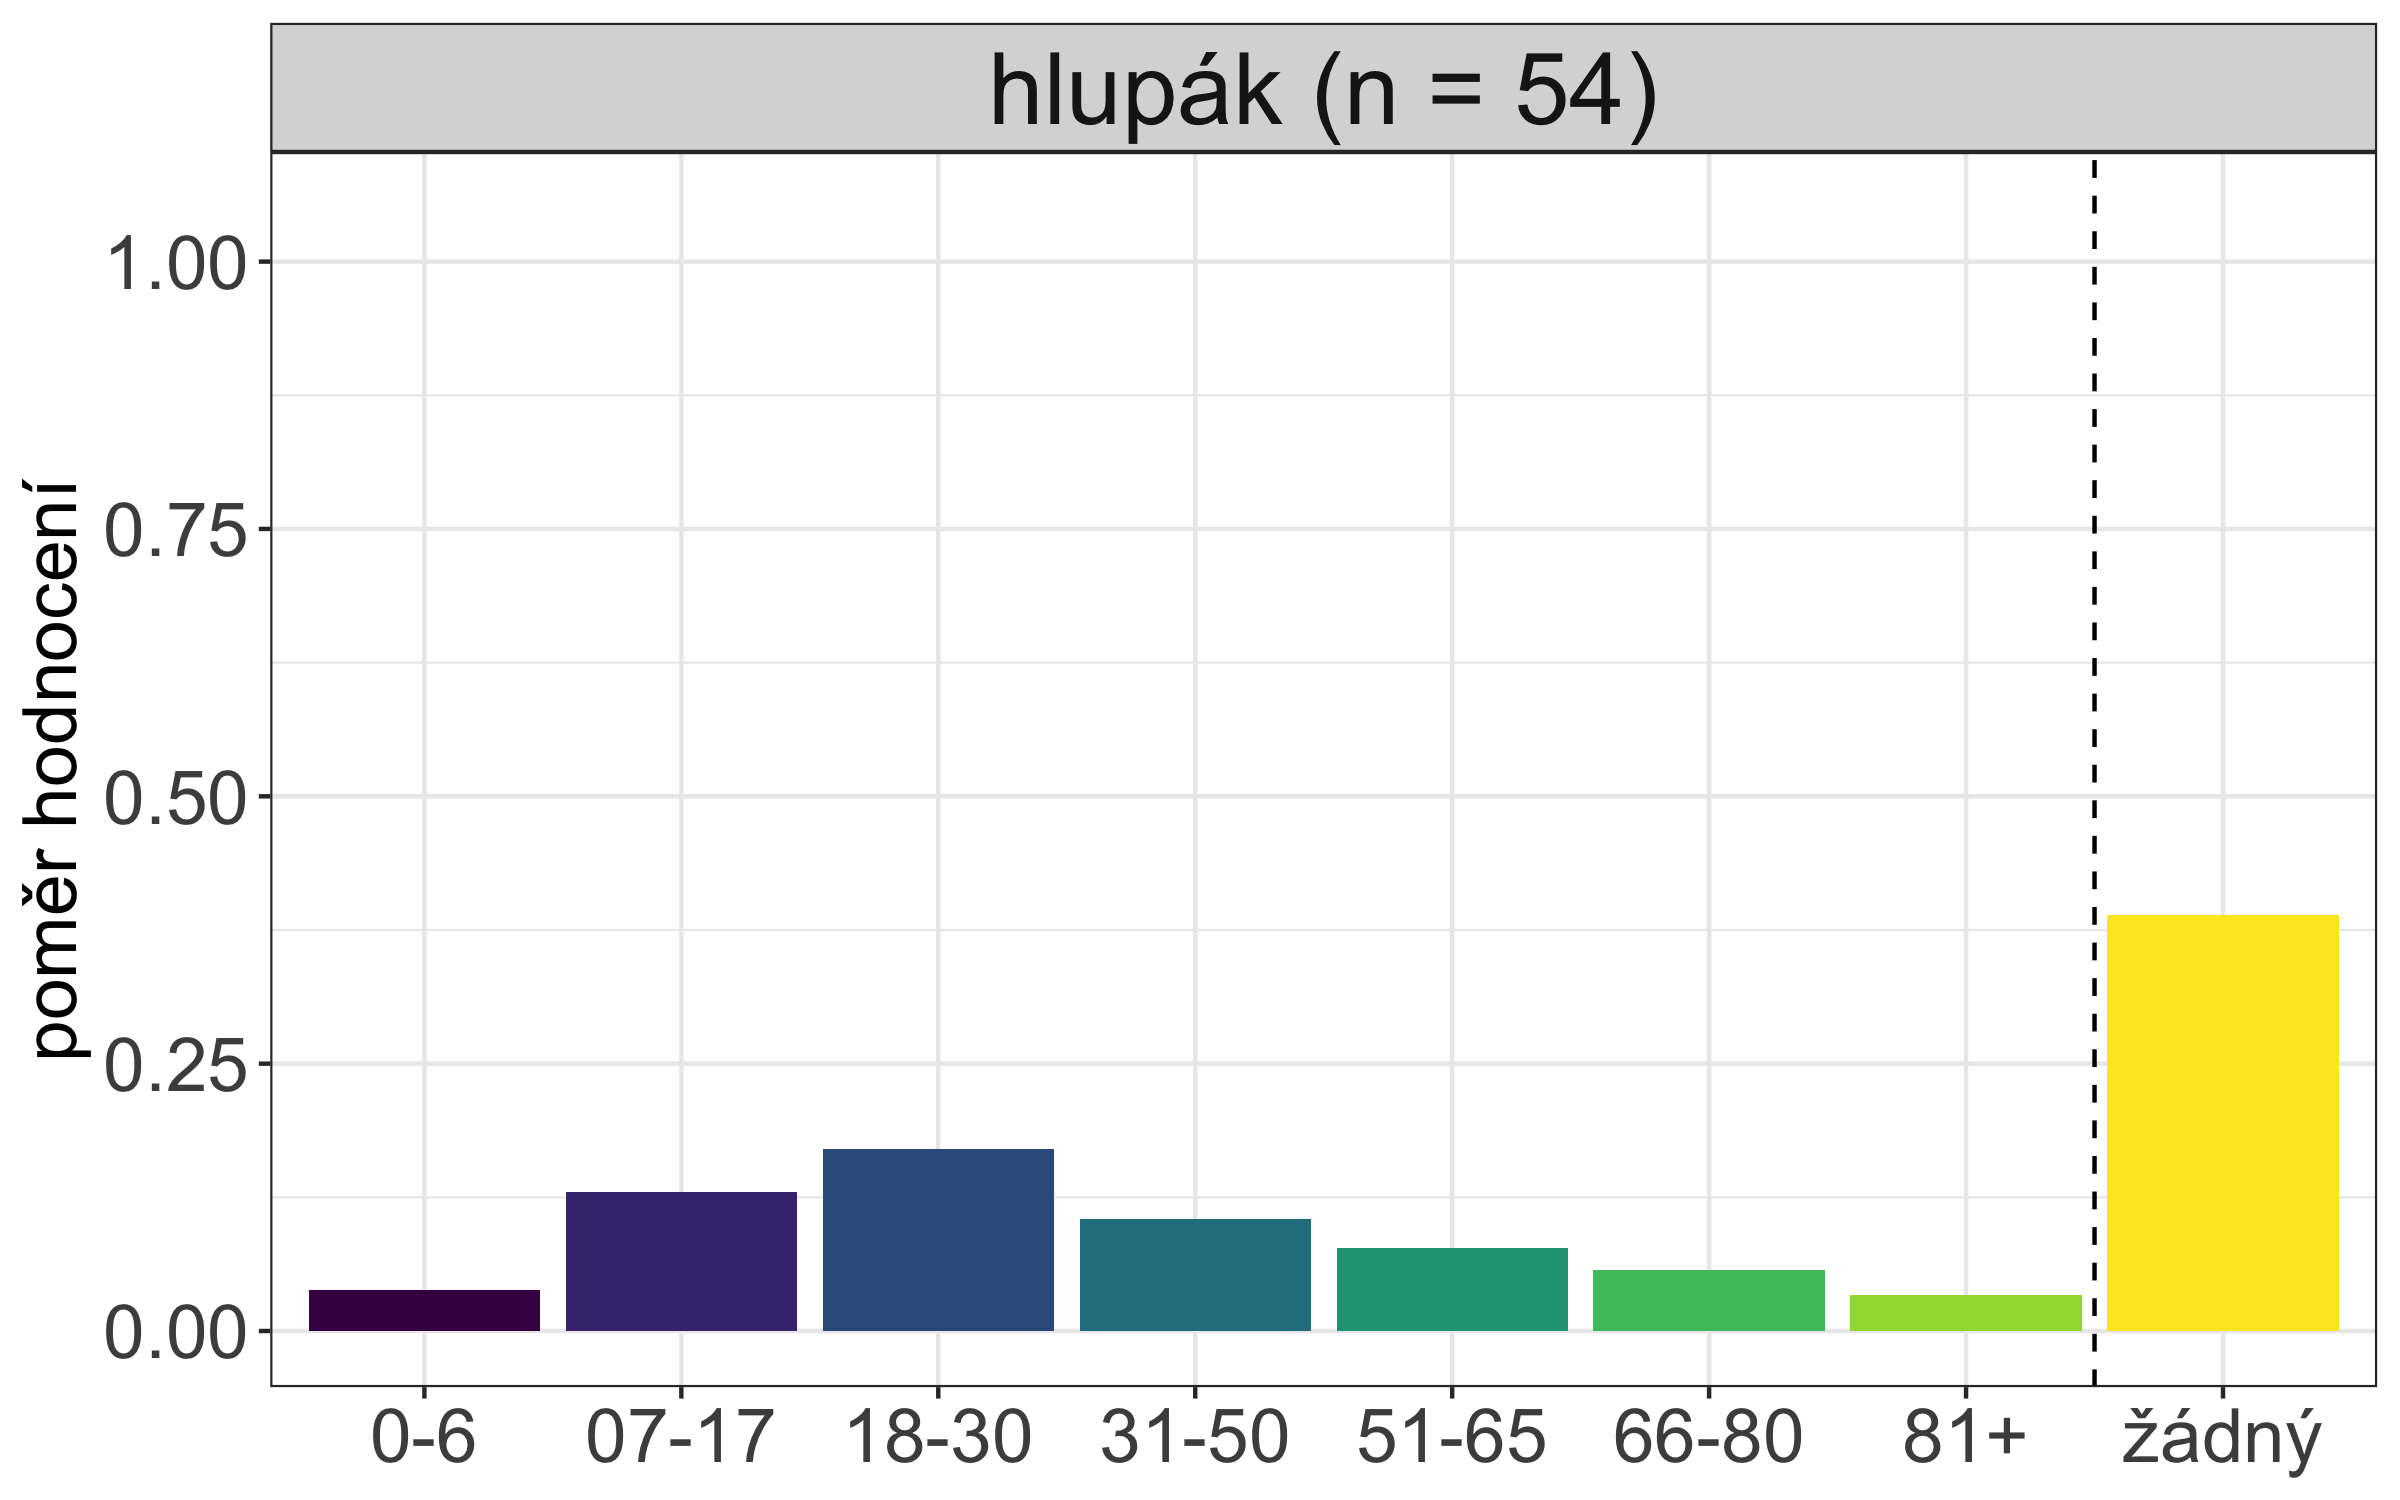 hlupák (n = 54)
poměr hodnocení
1.00
0.75
0.50
0.25
0.00
0-6 07-17 18-30 31-50 51-65 66-80 81+ žádný